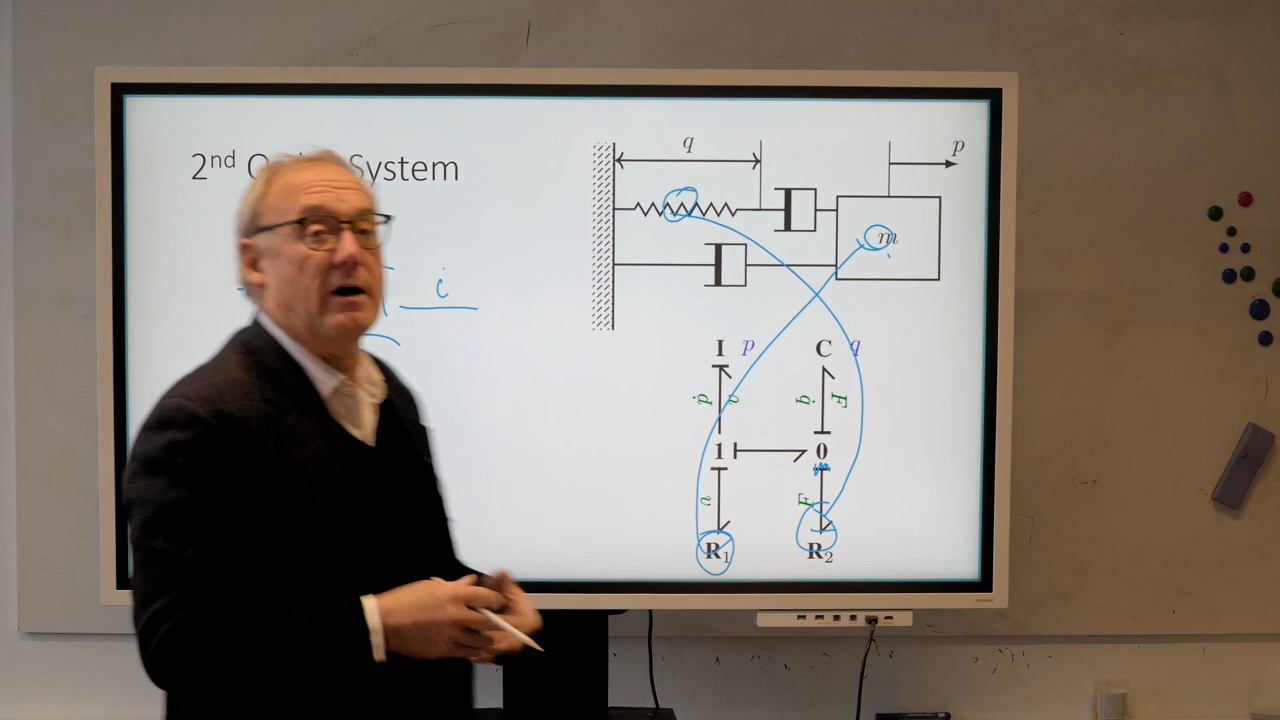 2nd System
i
q
p
m
I p C q
ṗ v q̇ F
1 0
v F
R1 R2